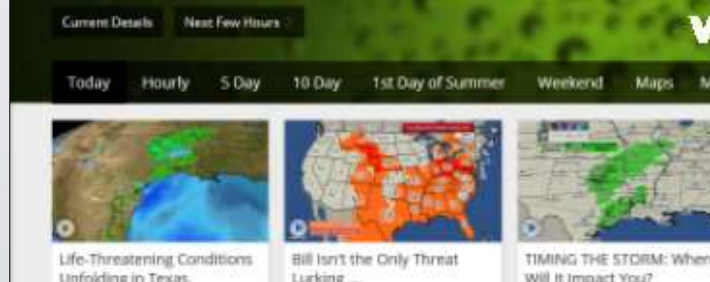 Current Details
Next Few Hours
Today
Hourly
5 Day
10 Day
1st Day of Summer
Weekend
Maps
Life-Threatening Conditions
Unfolding in Texas.
Bill Isn't the Only Threat
Lurking ...
TIMING THE STORM: When
Will It Impact You?